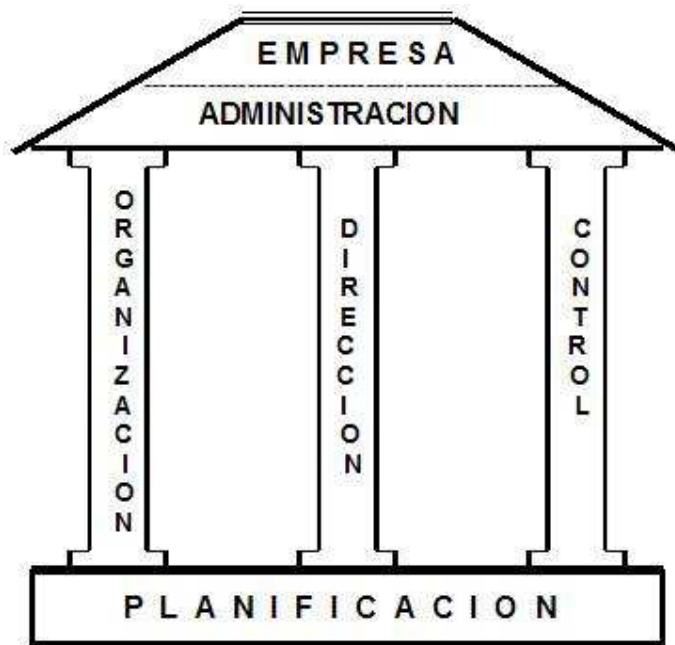 EMPRESA
ADMINISTRACION
ORGANIZACION
DIRECCION
CONTROL
PLANIFICACION